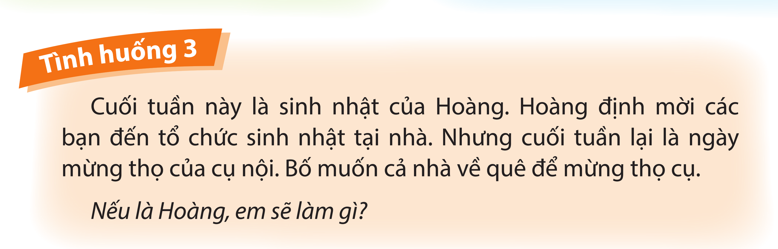 Tình huống 3
Cuối tuần này là sinh nhật của Hoàng. Hoàng định mời các
bạn đến tổ chức sinh nhật tại nhà. Nhưng cuối tuần lại là ngày
mừng thọ của cụ nội. Bố muốn cả nhà về quê để mừng thọ cụ.
Nếu là Hoàng, em sẽ làm gì?